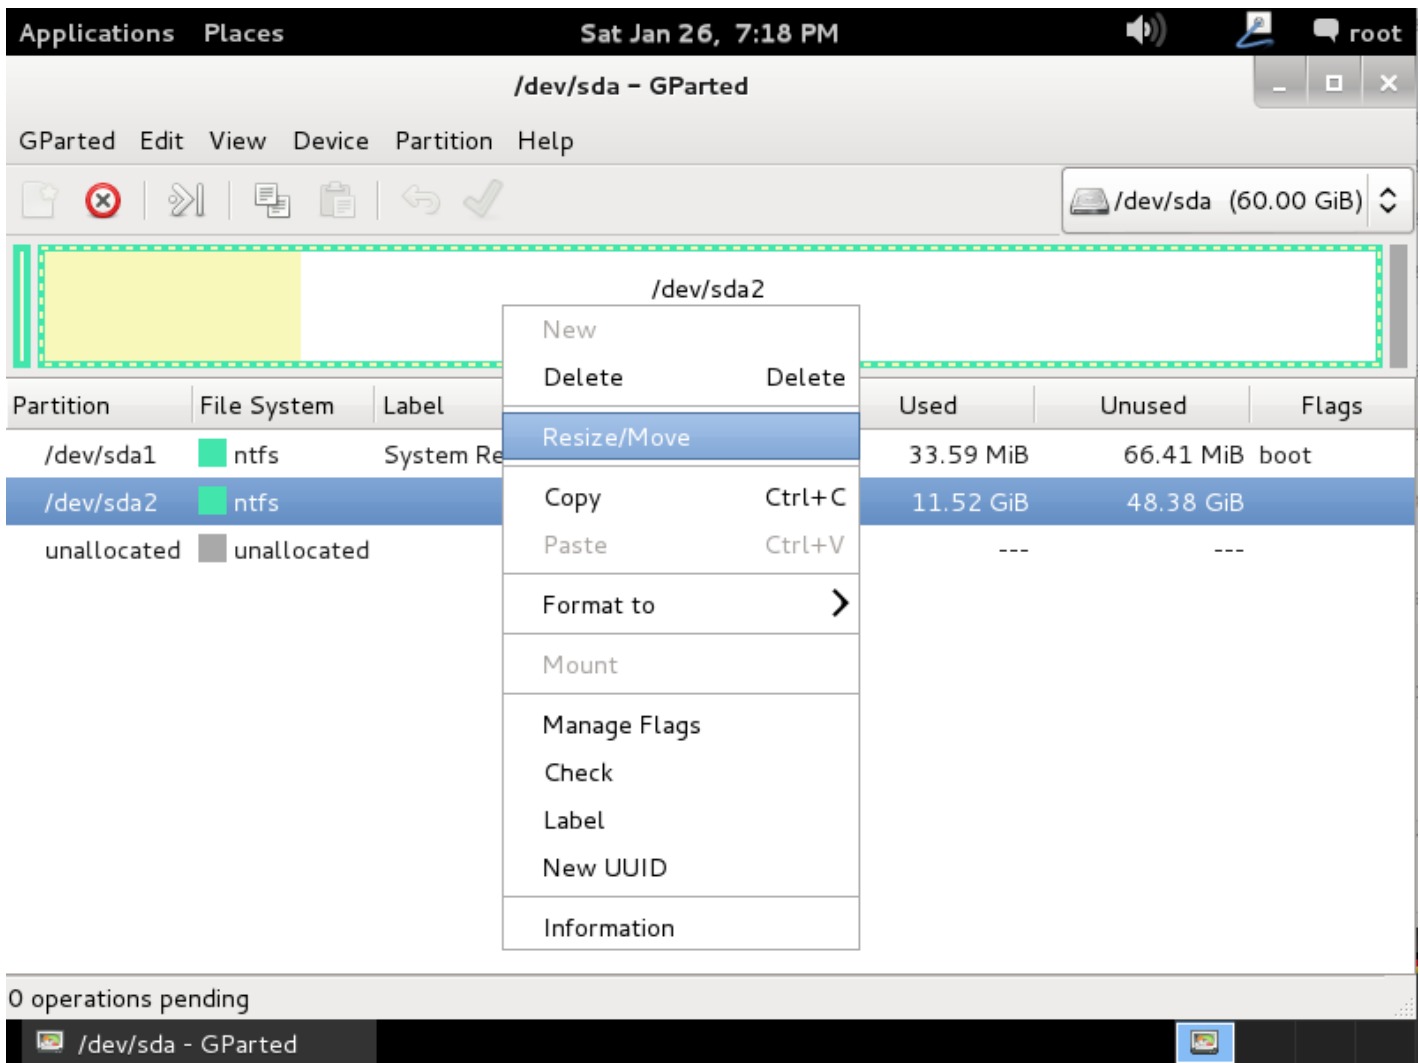 Applications Places Sat Jan 26, 7:18 PM root
/dev/sda - GParted
GParted Edit View Device Partition Help
/dev/sda (60.00 GiB)
/dev/sda2
New
Delete Delete
Partition File System Label Used Unused Flags
Resize/Move
/dev/sda1 ntfs System Re 33.59 MiB 66.41 MiB boot
Copy Ctrl+C
/dev/sda2 ntfs 11.52 GiB 48.38 GiB
Paste Ctrl+V
unallocated unallocated --- ---
Format to
Mount
Manage Flags
Check
Label
New UUID
Information
0 operations pending
/dev/sda - GParted